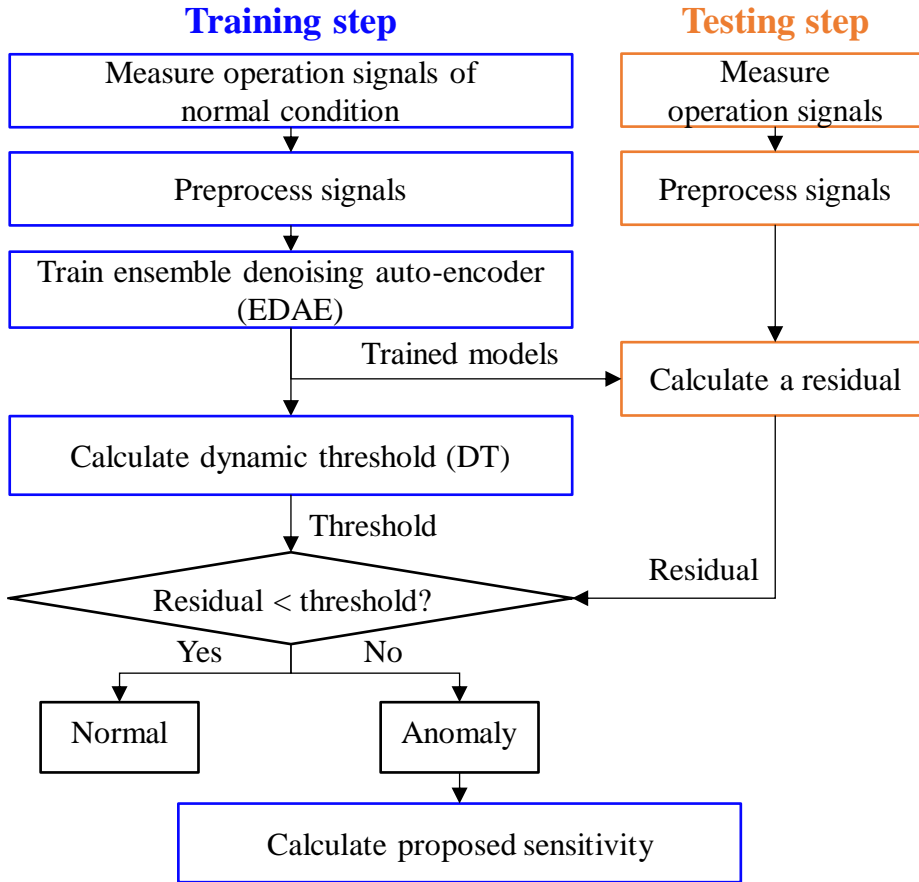 Training step
Measure operation signals of
normal condition
Preprocess signals
Train ensemble denoising auto-encoder
(EDAE)
Trained models
Calculate dynamic threshold (DT)
Threshold
Residual < threshold?
Yes
No
Normal
Anomaly
Calculate proposed sensitivity
Testing step
Measure
operation signals
Preprocess signals
Calculate a residual
Residual